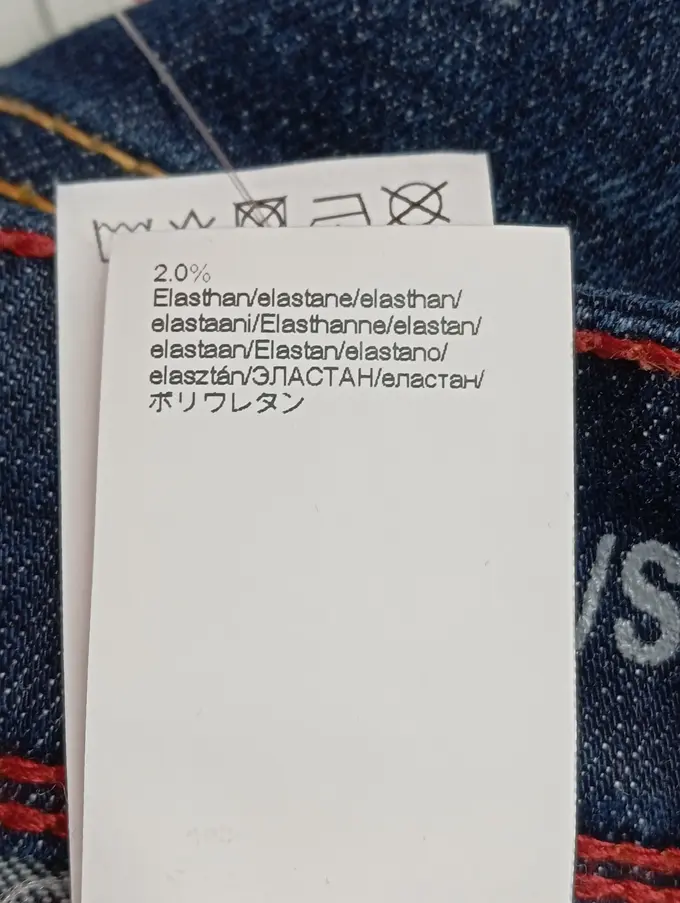 2.0%
Elasthan/elastane/elasthan/
elastaani/Elasthanne/elastan/
elastaan/Elastan/elastano/
elasztán/ЭЛАСТАН/еластан/
ポリウレタン
/S